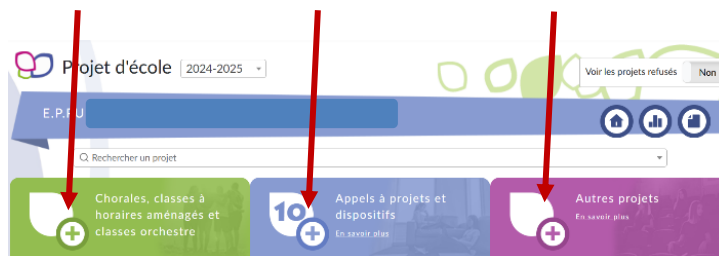 Projet d'école 2024-2025
Voir les projets refusés Non
E.P.PU
Rechercher un projet
Chorales, classes à
horaires aménagés et
classes orchestre
10
Appels à projets et
dispositifs
En savoir plus
Autres projets
En savoir plus